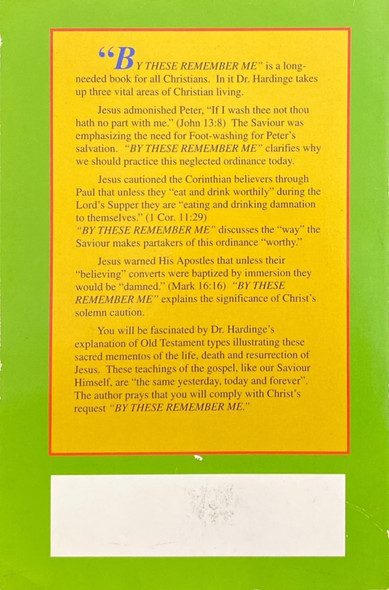 “BY THESE REMEMBER ME” is a long-
needed book for all Christians. In it Dr. Hardinge takes
up three vital areas of Christian living.
Jesus admonished Peter, “If I wash thee not thou
hath no part with me.” (John 13:8) The Saviour was
emphasizing the need for Foot-washing for Peter’s
salvation. “BY THESE REMEMBER ME” clarifies why
we should practice this neglected ordinance today.
Jesus cautioned the Corinthian believers through
Paul that unless they “eat and drink worthily” during the
Lord’s Supper they are “eating and drinking damnation
to themselves.” (1 Cor. 11:29)
“BY THESE REMEMBER ME” discusses the “way” the
Saviour makes partakers of this ordinance “worthy.”
Jesus warned His Apostles that unless their
“believing” converts were baptized by immersion they
would be “damned.” (Mark 16:16) “BY THESE
REMEMBER ME” explains the significance of Christ’s
solemn caution.
You will be fascinated by Dr. Hardinge’s
explanation of Old Testament types illustrating these
sacred mementos of the life, death and resurrection of
Jesus. These teachings of the gospel, like our Saviour
Himself, are “the same yesterday, today and forever”.
The author prays that you will comply with Christ’s
request “BY THESE REMEMBER ME.”